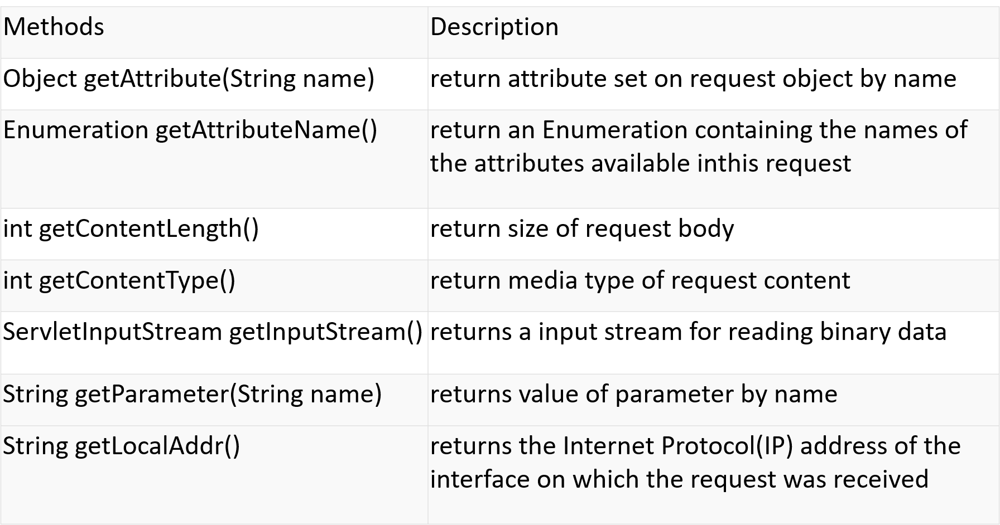 Methods
Description
Object getAttribute(String name)
return attribute set on request object by name
Enumeration getAttributeName()
return an Enumeration containing the names of
the attributes available inthis request
int getContentLength()
return size of request body
int getContentType()
return media type of request content
ServletInputStream getInputStream()
returns a input stream for reading binary data
String getParameter(String name)
returns value of parameter by name
String getLocalAddr()
returns the Internet Protocol(IP) address of the
interface on which the request was received